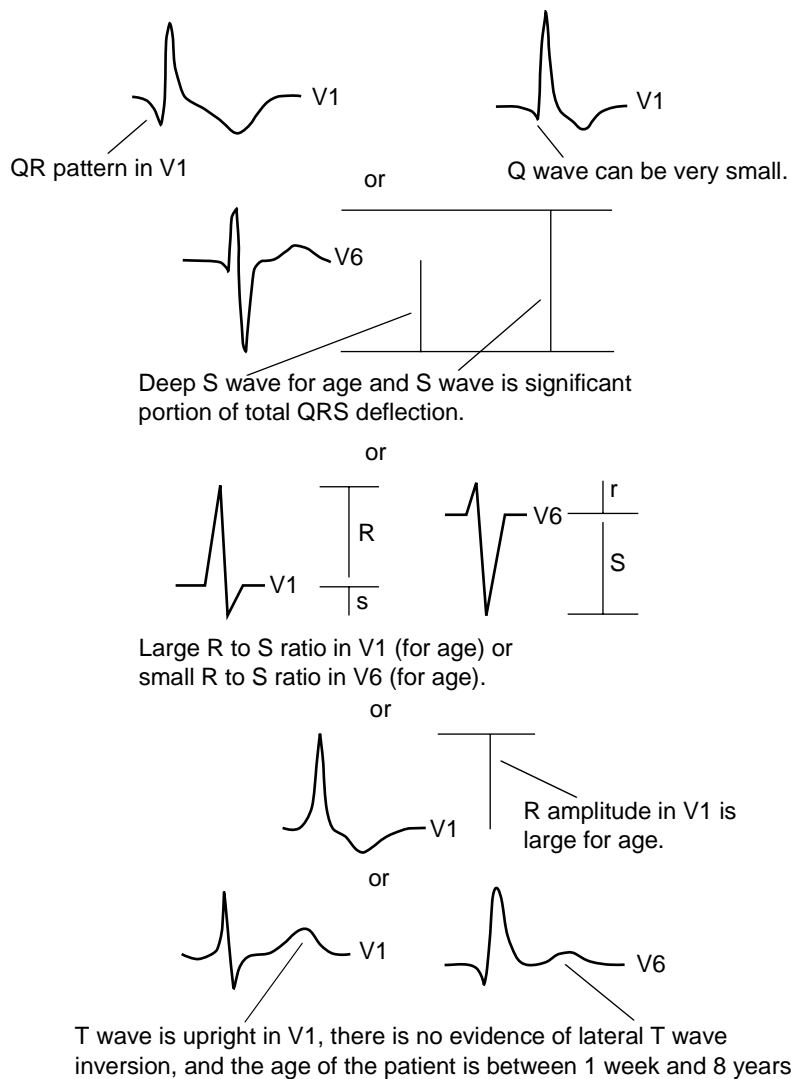 V1
V1
QR pattern in V1
Q wave can be very small.
or
V6
Deep S wave for age and S wave is significant
portion of total QRS deflection.
or
R
V1
s
r
V6
S
Large R to S ratio in V1 (for age) or
small R to S ratio in V6 (for age).
or
V1
R amplitude in V1 is
large for age.
or
V1
V6
T wave is upright in V1, there is no evidence of lateral T wave
inversion, and the age of the patient is between 1 week and 8 years